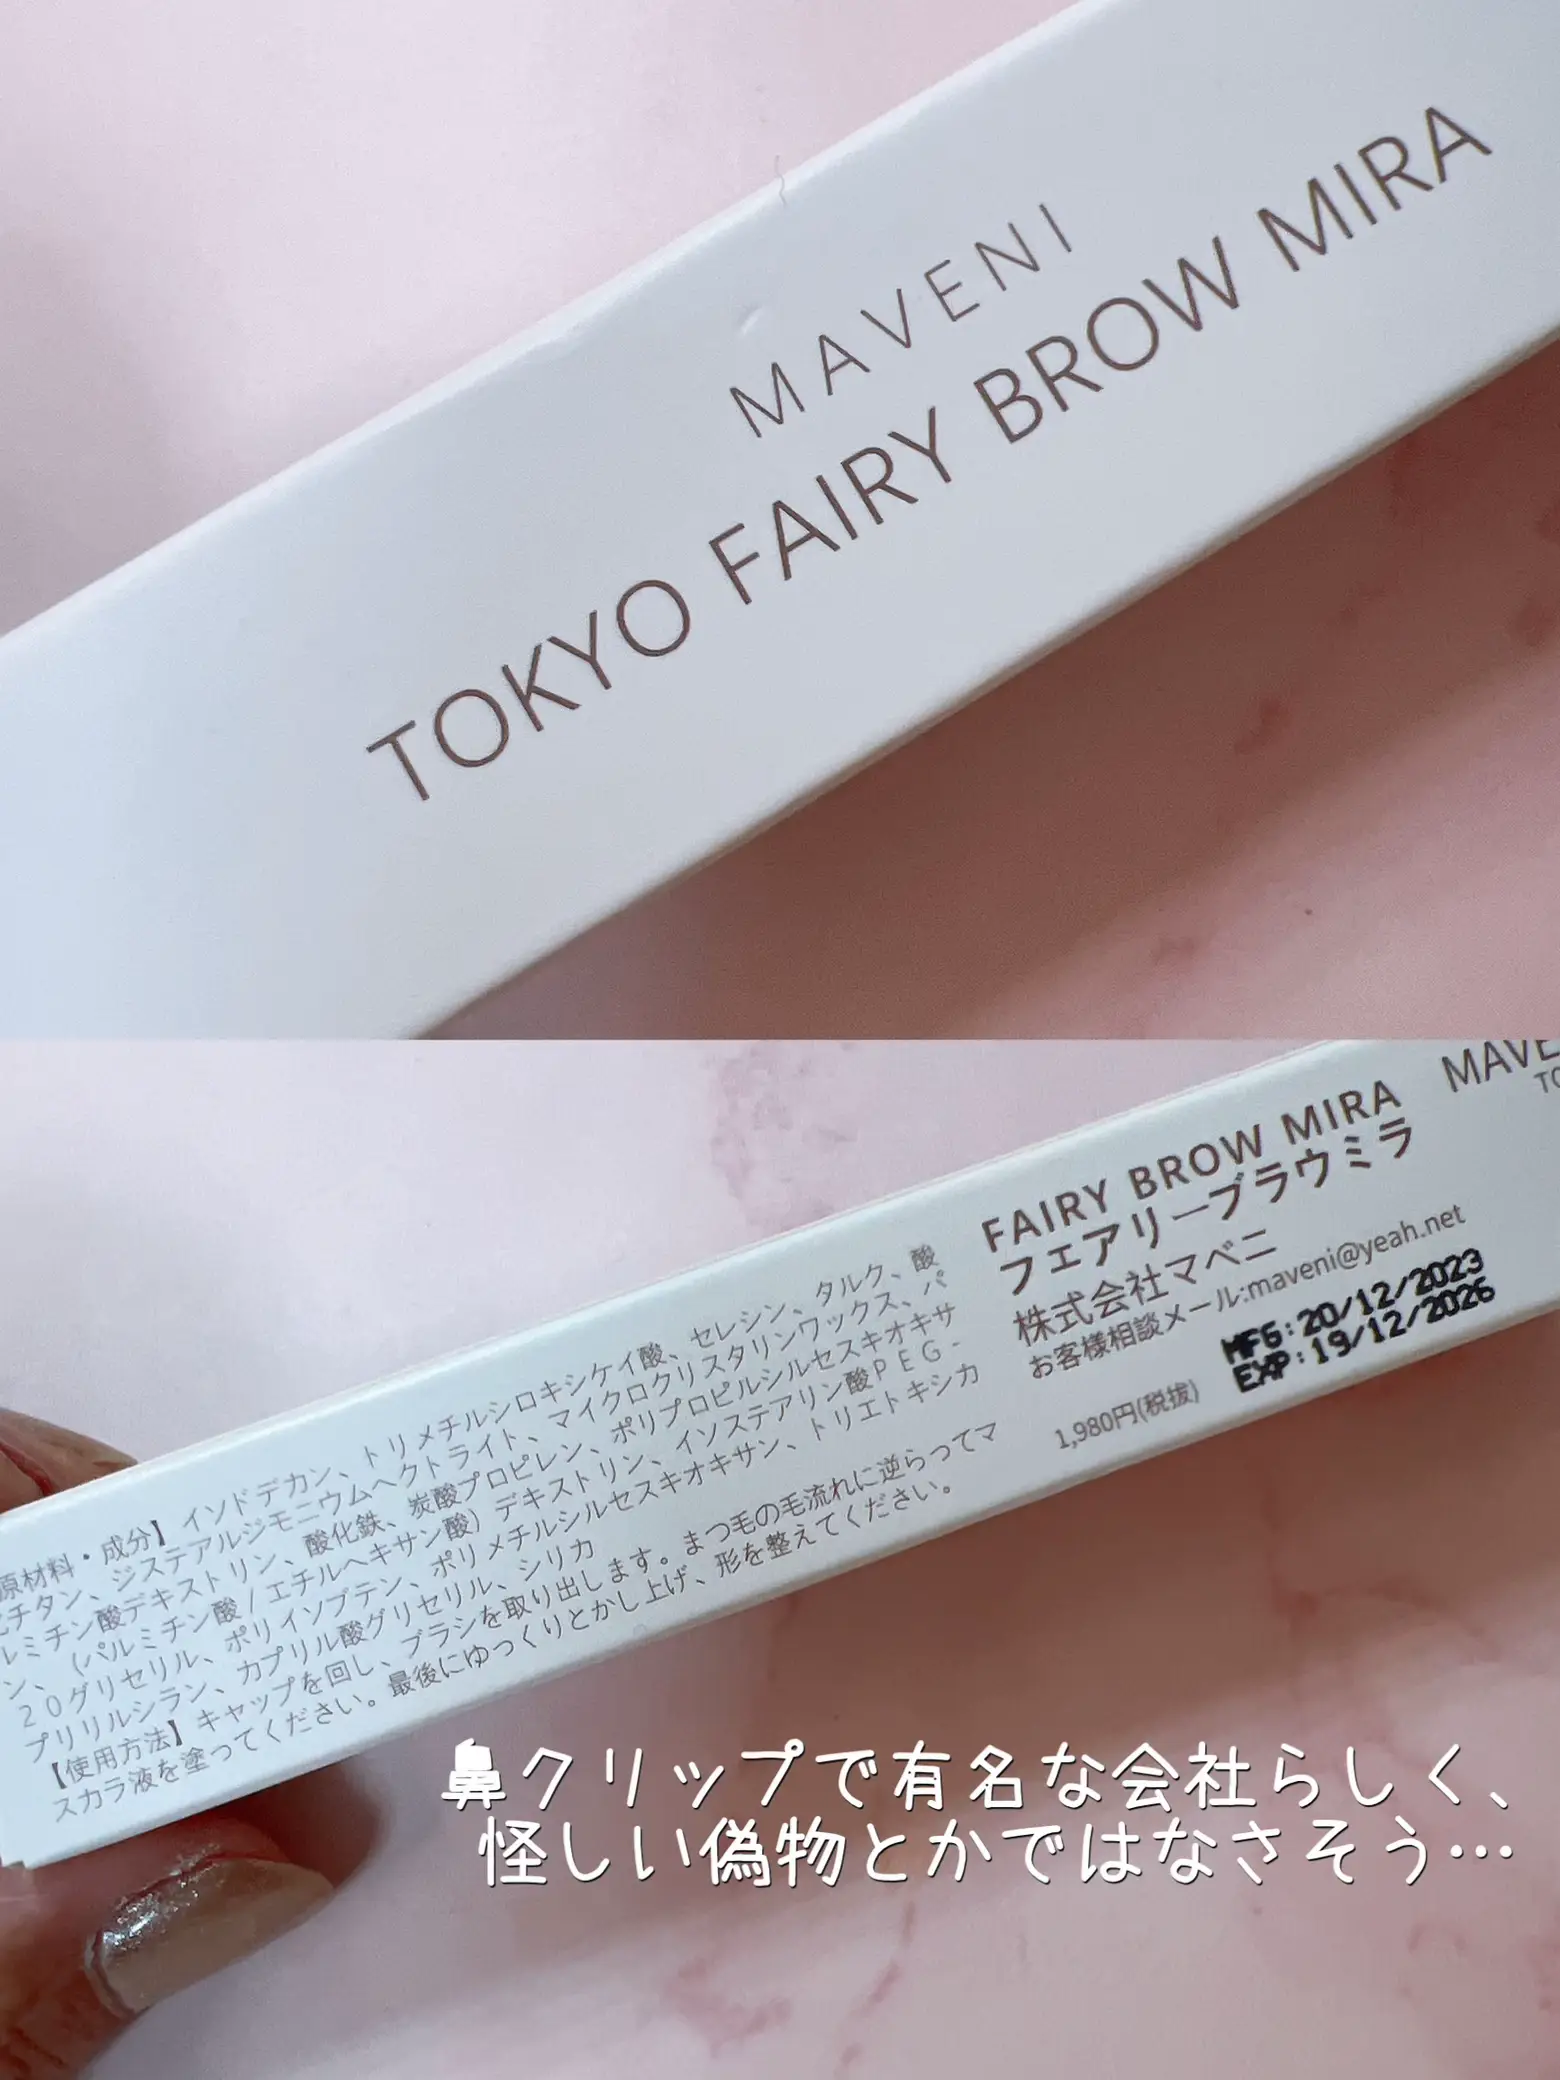 MAVENI
TOKYO FAIRY BROW MIRA
原材料・成分】イソドデカン、トリメチルシロキシケイ酸、セレシン、タルク、酸
化チタン、ジステアルジモニウムヘクトライト、マイクロクリスタリンワックス、パ
ルミチン酸デキストリン、酸化鉄、炭酸プロピレン、ポリプロピルシルセスキオキサ
ン、（パルミチン酸/エチルヘキサン酸）デキストリン、イソステアリン酸PEG-
20グリセリル、ポリイソプテン、ポリメチルシルセスキオキサン、トリエトキシカ
プリリルシラン、カプリル酸グリセリル、シリカ
【使用方法】キャップを回し、ブラシを取り出します。まつ毛の毛流れに逆らってマ
スカラ液を塗ってください。最後にゆっくりとかし上げ、形を整えてください。
FAIRY BROW MIRA
フェアリーブラウミラ
株式会社マベニ
お客様相談メール:maveni@yeah.net
MFG:20/12/2023
EXP:19/12/2026
1,980円(税抜)
MAVE
TO
鼻クリップで有名な会社らしく、
怪しい偽物とかではなさそう…